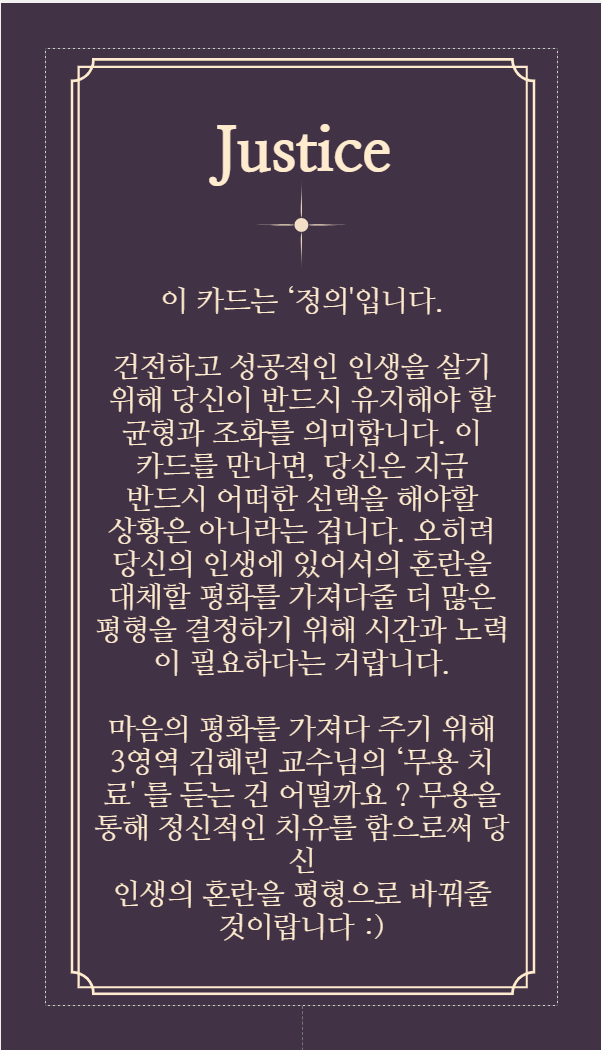 Justice
이 카드는 ‘정의'입니다.
건전하고 성공적인 인생을 살기
위해 당신이 반드시 유지해야 할
균형과 조화를 의미합니다. 이
카드를 만나면, 당신은 지금
반드시 어떠한 선택을 해야할
상황은 아니라는 겁니다. 오히려
당신의 인생에 있어서의 혼란을
대체할 평화를 가져다줄 더 많은
평형을 결정하기 위해 시간과 노력
이 필요하다는 거랍니다.
마음의 평화를 가져다 주기 위해
3영역 김혜린 교수님의 ‘무용 치
료' 를 듣는 건 어떨까요 ? 무용을
통해 정신적인 치유를 함으로써 당
신
인생의 혼란을 평형으로 바꿔줄
것이랍니다 :)